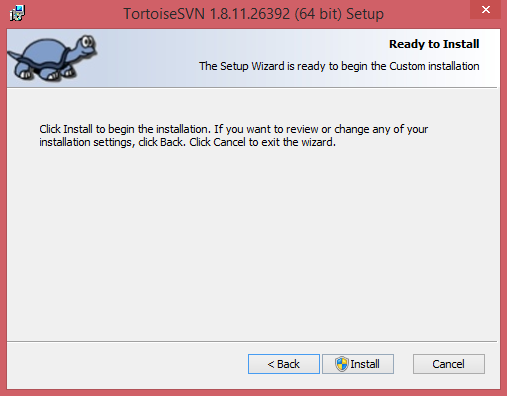 TortoiseSVN 1.8.11.26392 (64 bit) Setup
Ready to Install
The Setup Wizard is ready to begin the Custom installation
Click Install to begin the installation. If you want to review or change any of your
installation settings, click Back. Click Cancel to exit the wizard.
< Back
Install
Cancel